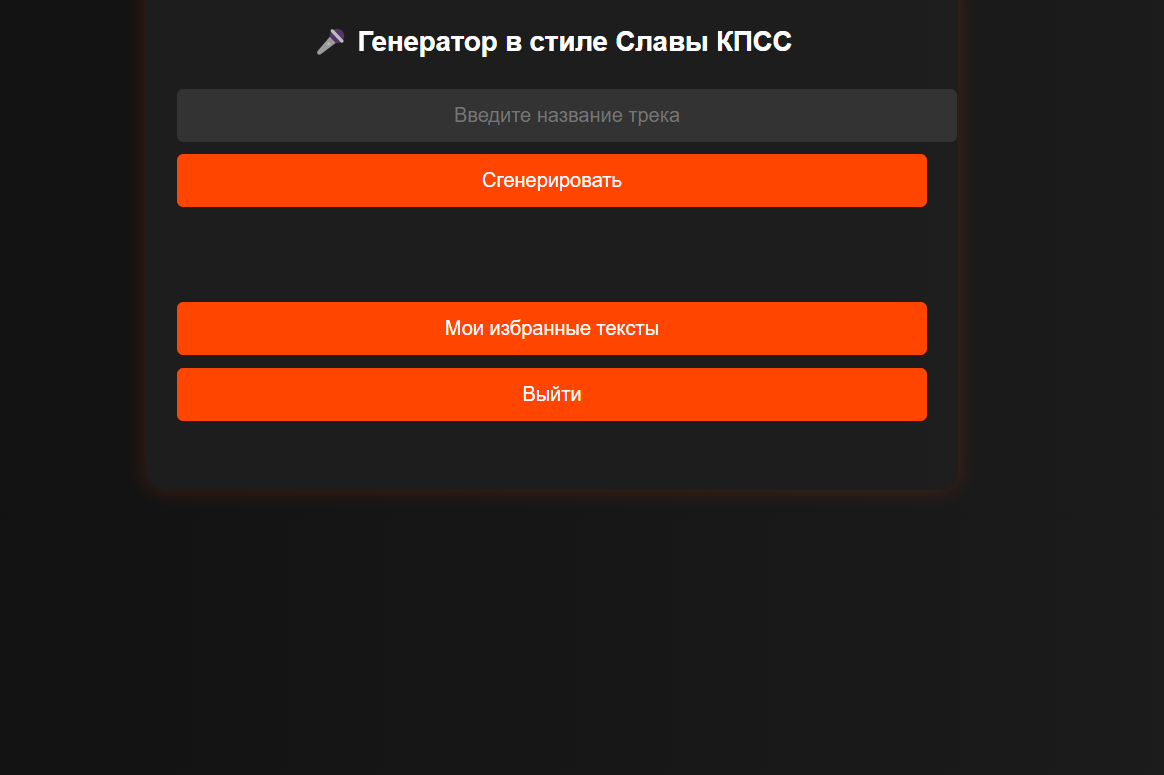 Генератор в стиле Славы КПСС
Введите название трека
Сгенерировать
Мои избранные тексты
Выйти